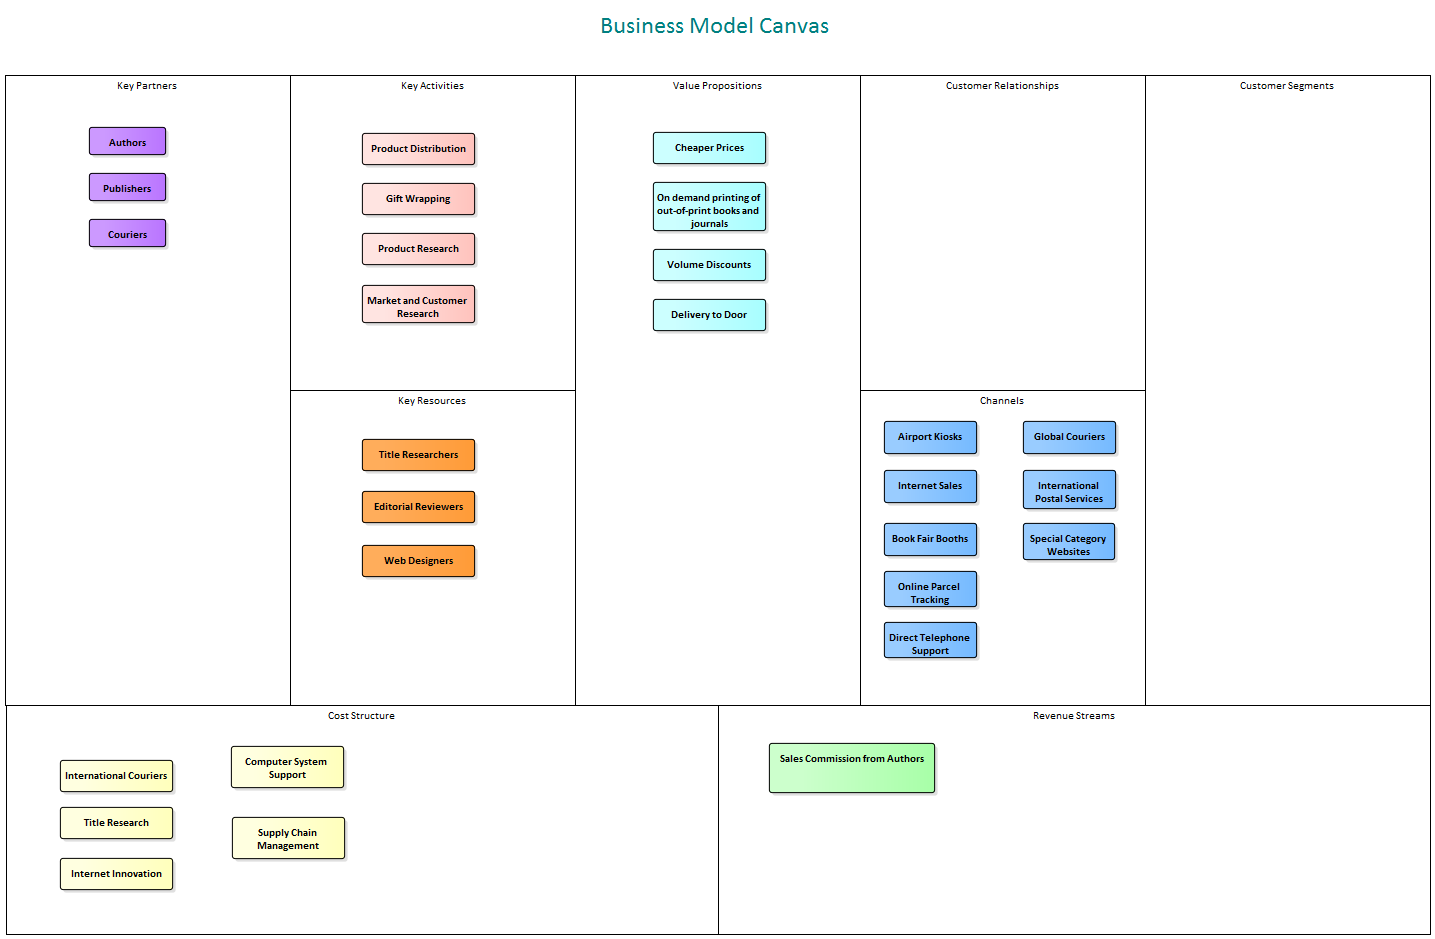 Business Model Canvas
Key Partners
Authors
Publishers
Couriers
Key Activities
Product Distribution
Gift Wrapping
Product Research
Market and Customer
Research
Key Resources
Title Researchers
Editorial Reviewers
Web Designers
Value Propositions
Cheaper Prices
On demand printing of
out-of-print books and
journals
Volume Discounts
Delivery to Door
Customer Relationships
Channels
Airport Kiosks
Internet Sales
Book Fair Booths
Online Parcel
Tracking
Direct Telephone
Support
Global Couriers
International
Postal Services
Special Category
Websites
Customer Segments
Cost Structure
International Couriers
Title Research
Internet Innovation
Computer System
Support
Supply Chain
Management
Revenue Streams
Sales Commission from Authors